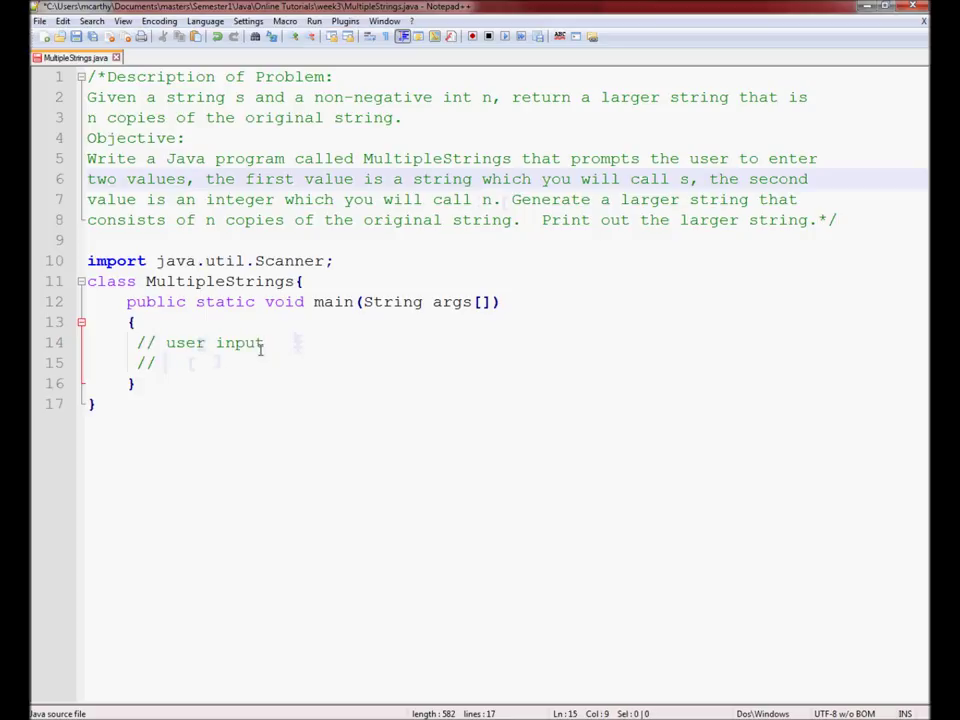 *C:\Users\mcarthy\Documents\masters\Semester1\Java\Online Tutorials\week3\MultipleStrings.java - Notepad++
File Edit Search View Encoding Language Settings Macro Run Plugins Window ? X
MultipleStrings.java
1 /*Description of Problem:
2 Given a string s and a non-negative int n, return a larger string that is
3 n copies of the original string.
4 Objective:
5 Write a Java program called MultipleStrings that prompts the user to enter
6 two values, the first value is a string which you will call s, the second
7 value is an integer which you will call n. Generate a larger string that
8 consists of n copies of the original string.  Print out the larger string.*/
9
10 import java.util.Scanner;
11 class MultipleStrings{
12 public static void main(String args[])
13 {
14 // user input
15 //
16 }
17 }
Java source file length : 582 lines : 17 Ln : 15 Col : 9 Sel : 0 | 0 Dos\Windows UTF-8 w/o BOM INS